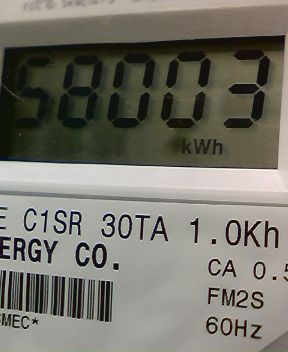 58003
kWh
E C1SR 30TA 1.0Kh
ERGY CO.
CA 0.5
FM2S
60Hz
MEC*